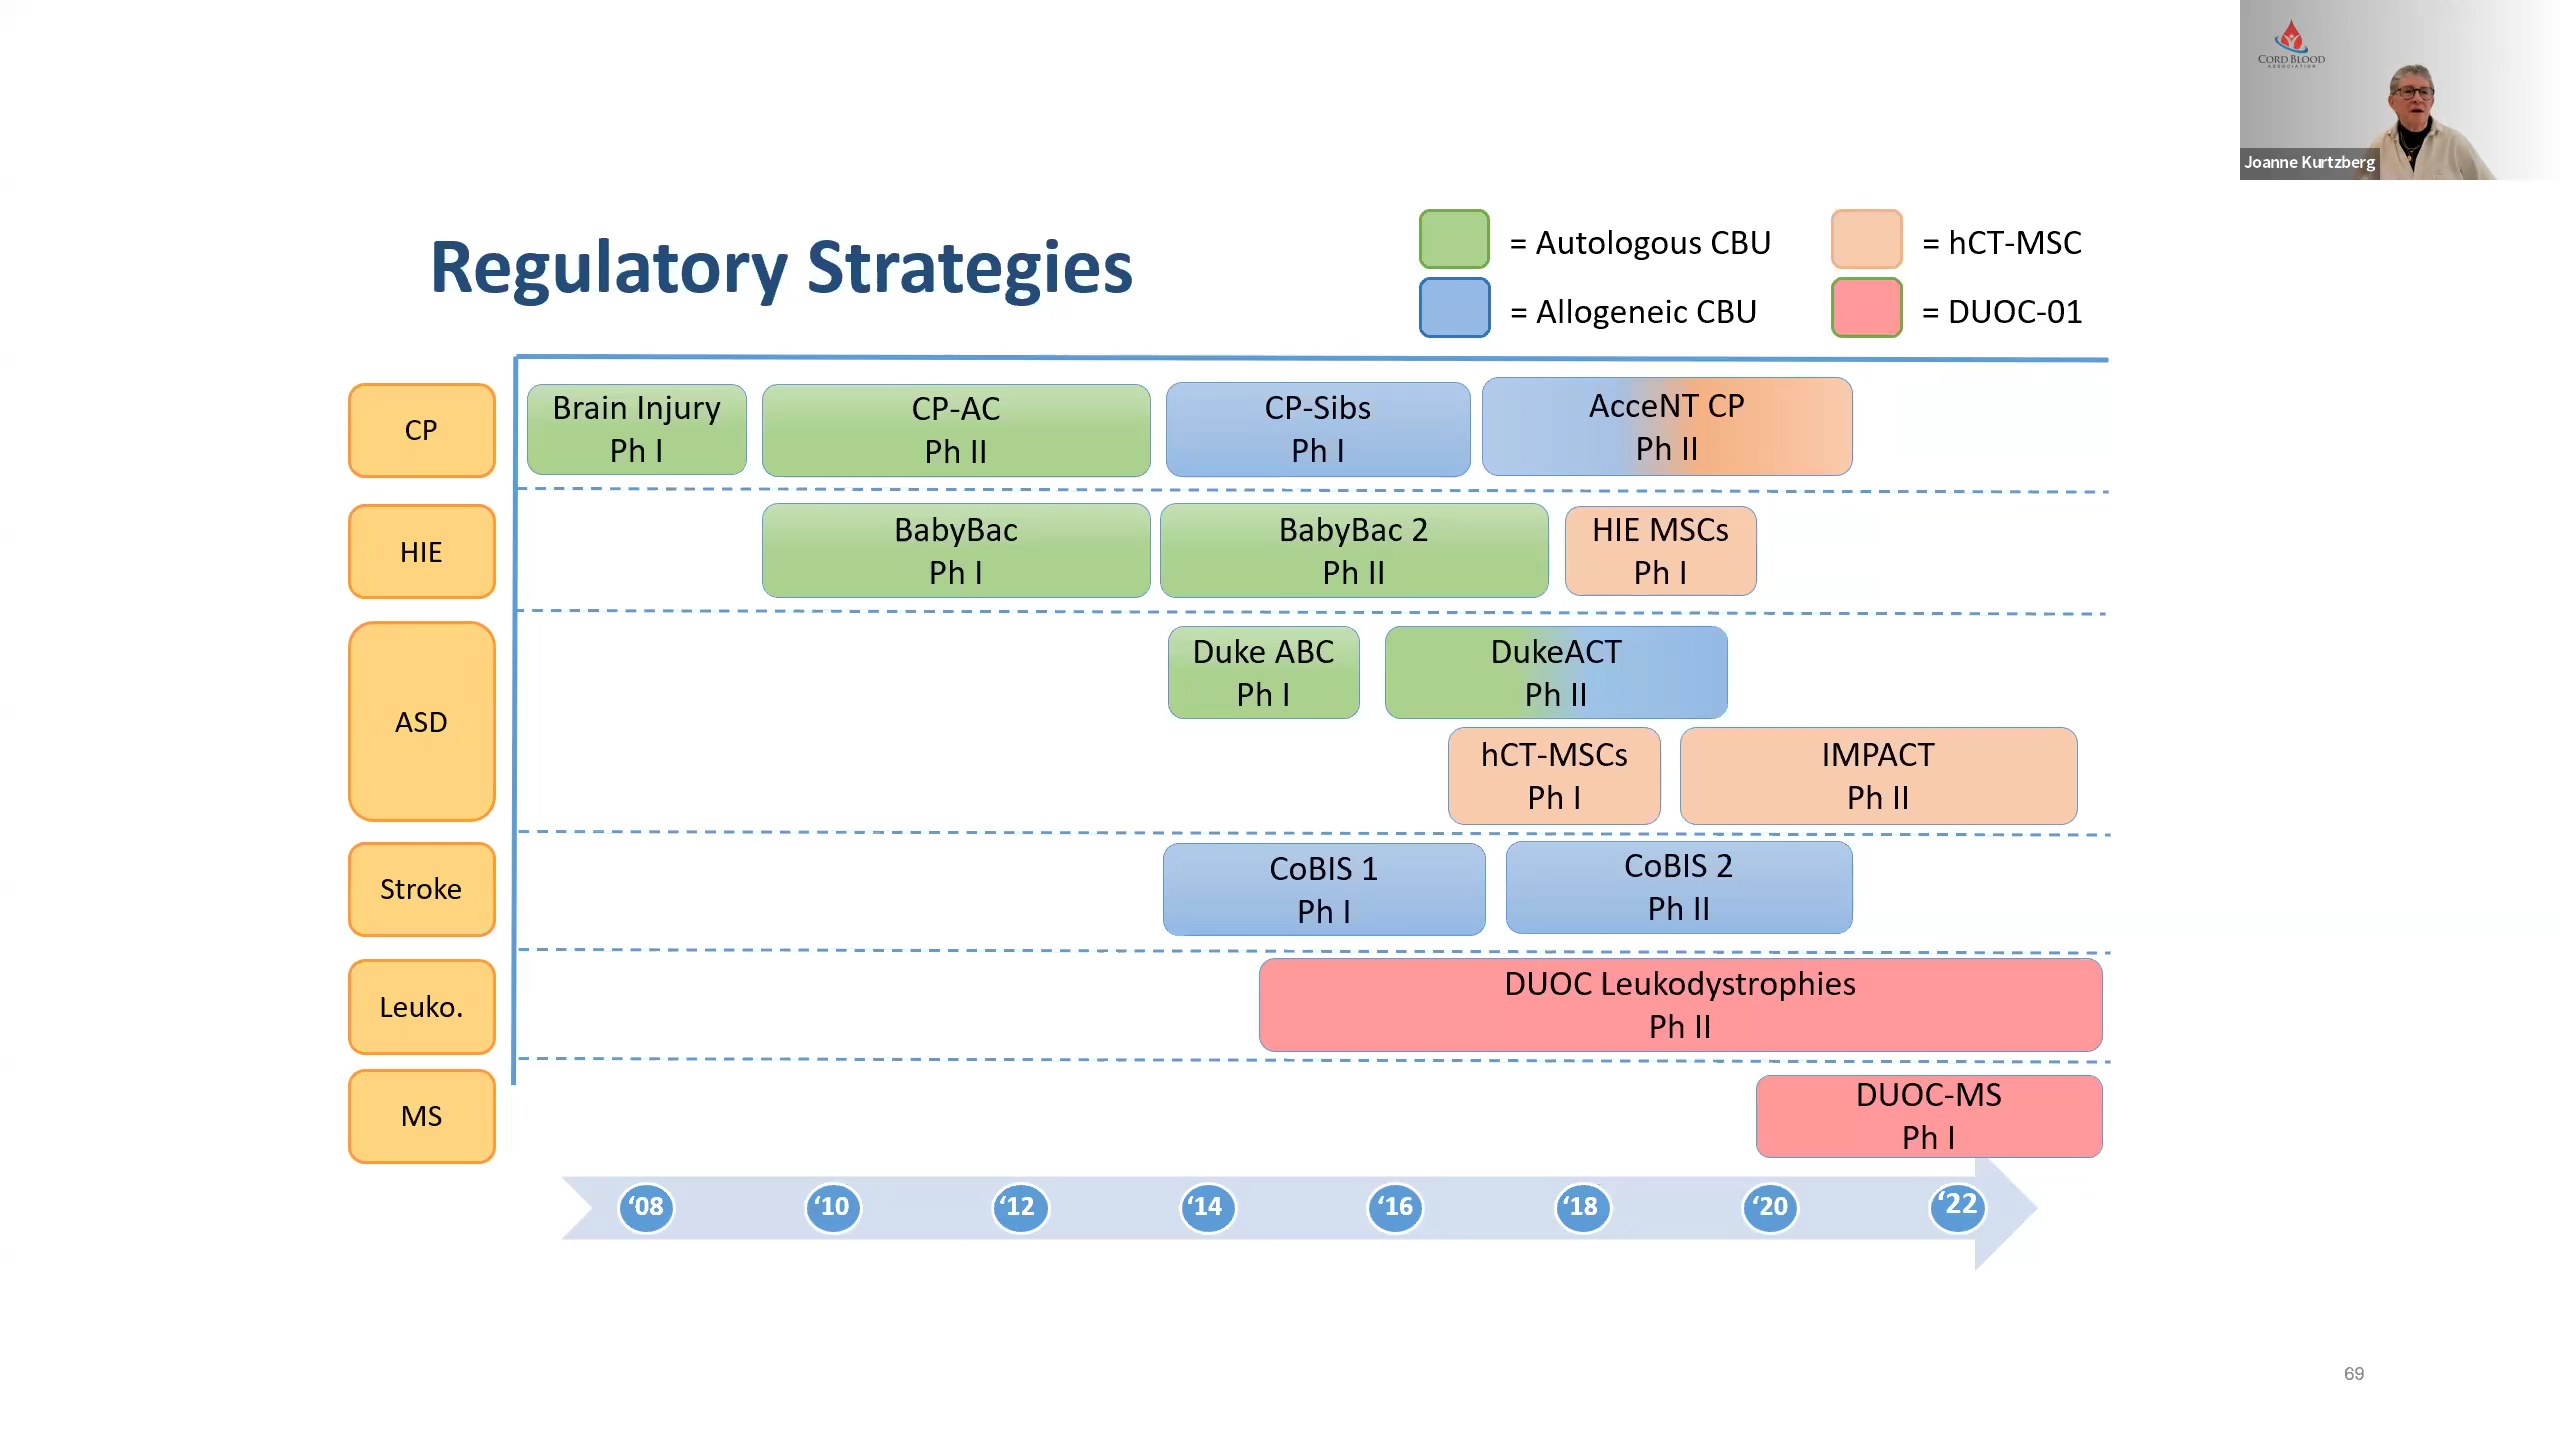 CORD BLOOD
ASSOCIATION
Joanne Kurtzberg
Regulatory Strategies
= Autologous CBU
= hCT-MSC
= Allogeneic CBU
= DUOC-01
CP
Brain Injury
Ph I
CP-AC
Ph II
CP-Sibs
Ph I
AcceNT CP
Ph II
HIE
BabyBac
Ph I
BabyBac 2
Ph II
HIE MSCs
Ph I
ASD
Duke ABC
Ph I
DukeACT
Ph II
hCT-MSCs
Ph I
IMPACT
Ph II
Stroke
CoBIS 1
Ph I
CoBIS 2
Ph II
Leuko.
DUOC Leukodystrophies
Ph II
MS
DUOC-MS
Ph I
‘08 ‘10 ‘12 ‘14 ‘16 ‘18 ‘20 ‘22
69